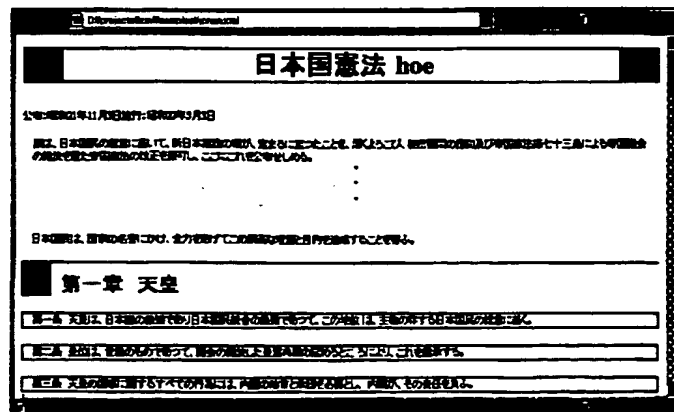 日本国憲法 hoe
公布:昭和21年11月3日施行:昭和22年5月3日
朕は、日本国民の総意に基いて、新日本建設の礎が、定まるに至つたことを、深くよろこび、枢密顧問の諮詢及び帝国憲法第七十三条による帝国議会
の議決を経た帝国憲法の改正を裁可し、ここにこれを公布せしめる。
日本国民は、国家の名誉にかけ、全力をあげてこの崇高な理想と目的を達成することを誓ふ。
第一章 天皇
第一条 天皇は、日本国の象徴であり日本国民統合の象徴であつて、この地位は、主権の存する日本国民の総意に基く。
第二条 皇位は、世襲のものであつて、国会の議決した皇室典範の定めるところにより、これを継承する。
第三条 天皇の国事に関するすべての行為には、内閣の助言と承認を必要とし、内閣が、その責任を負ふ。